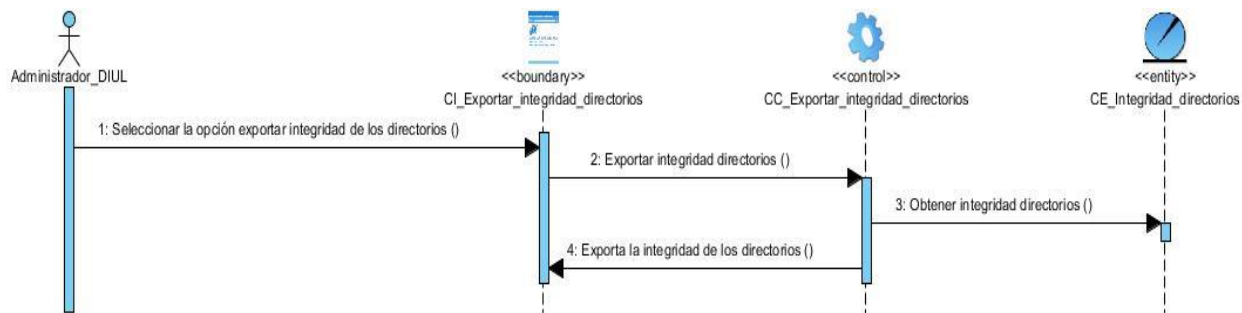 Administrador_DIUL
<<boundary>>
CI_Exportar_integridad_directorios
<<control>>
CC_Exportar_integridad_directorios
<<entity>>
CE_Integridad_directorios
1: Seleccionar la opción exportar integridad de los directorios ()
2: Exportar integridad directorios ()
3: Obtener integridad directorios ()
4: Exporta la integridad de los directorios ()